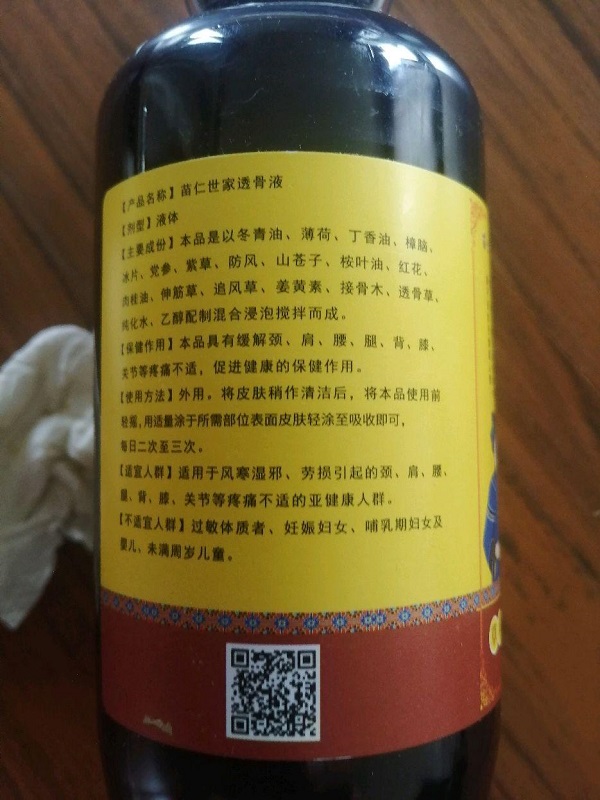 【产品名称】苗仁世家透骨液
【剂型】液体
【主要成份】本品是以冬青油、薄荷、丁香油、樟脑、
冰片、党参、紫草、防风、山苍子、桉叶油、红花、
肉桂油、伸筋草、追风草、姜黄素、接骨木、透骨草、
纯化水、乙醇配制混合浸泡搅拌而成。
【保健作用】本品具有缓解颈、肩、腰、腿、背、膝、
关节等疼痛不适，促进健康的保健作用。
【使用方法】外用，将皮肤稍作清洁后，将本品使用前
轻摇，用适量涂于所需部位表面皮肤轻涂至吸收即可，
每日二次至三次。
【适宜人群】适用于风寒湿邪、劳损引起的颈、肩、腰、
腿、背、膝、关节等疼痛不适的亚健康人群。
【不适宜人群】过敏体质者、妊娠妇女、哺乳期妇女及
婴儿、未满周岁儿童。